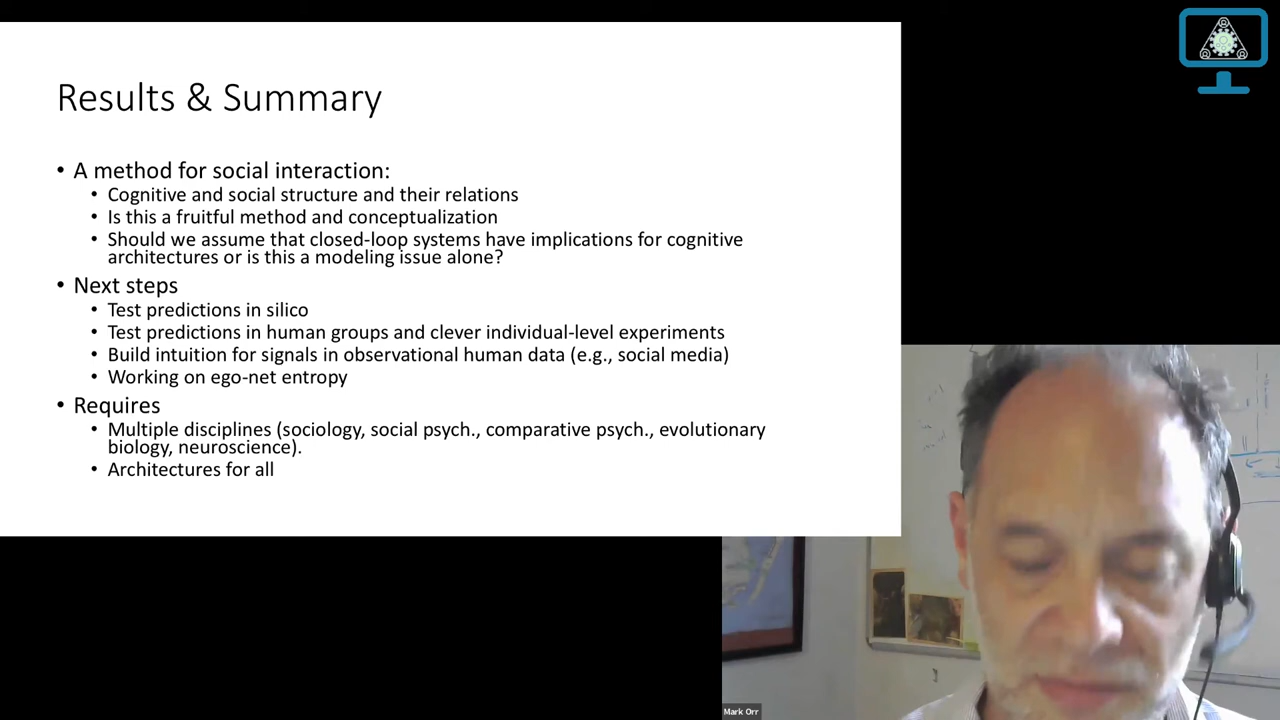 Results & Summary
• A method for social interaction:
• Cognitive and social structure and their relations
• Is this a fruitful method and conceptualization
• Should we assume that closed-loop systems have implications for cognitive
architectures or is this a modeling issue alone?
• Next steps
• Test predictions in silico
• Test predictions in human groups and clever individual-level experiments
• Build intuition for signals in observational human data (e.g., social media)
• Working on ego-net entropy
• Requires
• Multiple disciplines (sociology, social psych., comparative psych., evolutionary
biology, neuroscience).
• Architectures for all
Mark Orr